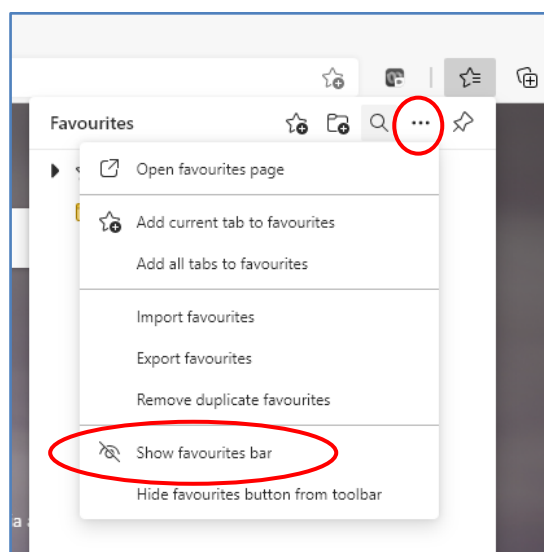 Favourites
Open favourites page
Add current tab to favourites
Add all tabs to favourites
Import favourites
Export favourites
Remove duplicate favourites
Show favourites bar
Hide favourites button from toolbar
a a